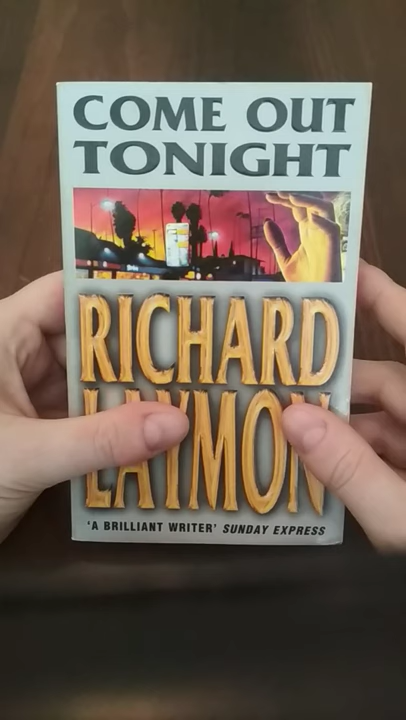 COME OUT
TONIGHT
RICHARD
LAYMON
'A BRILLIANT WRITER' SUNDAY EXPRESS